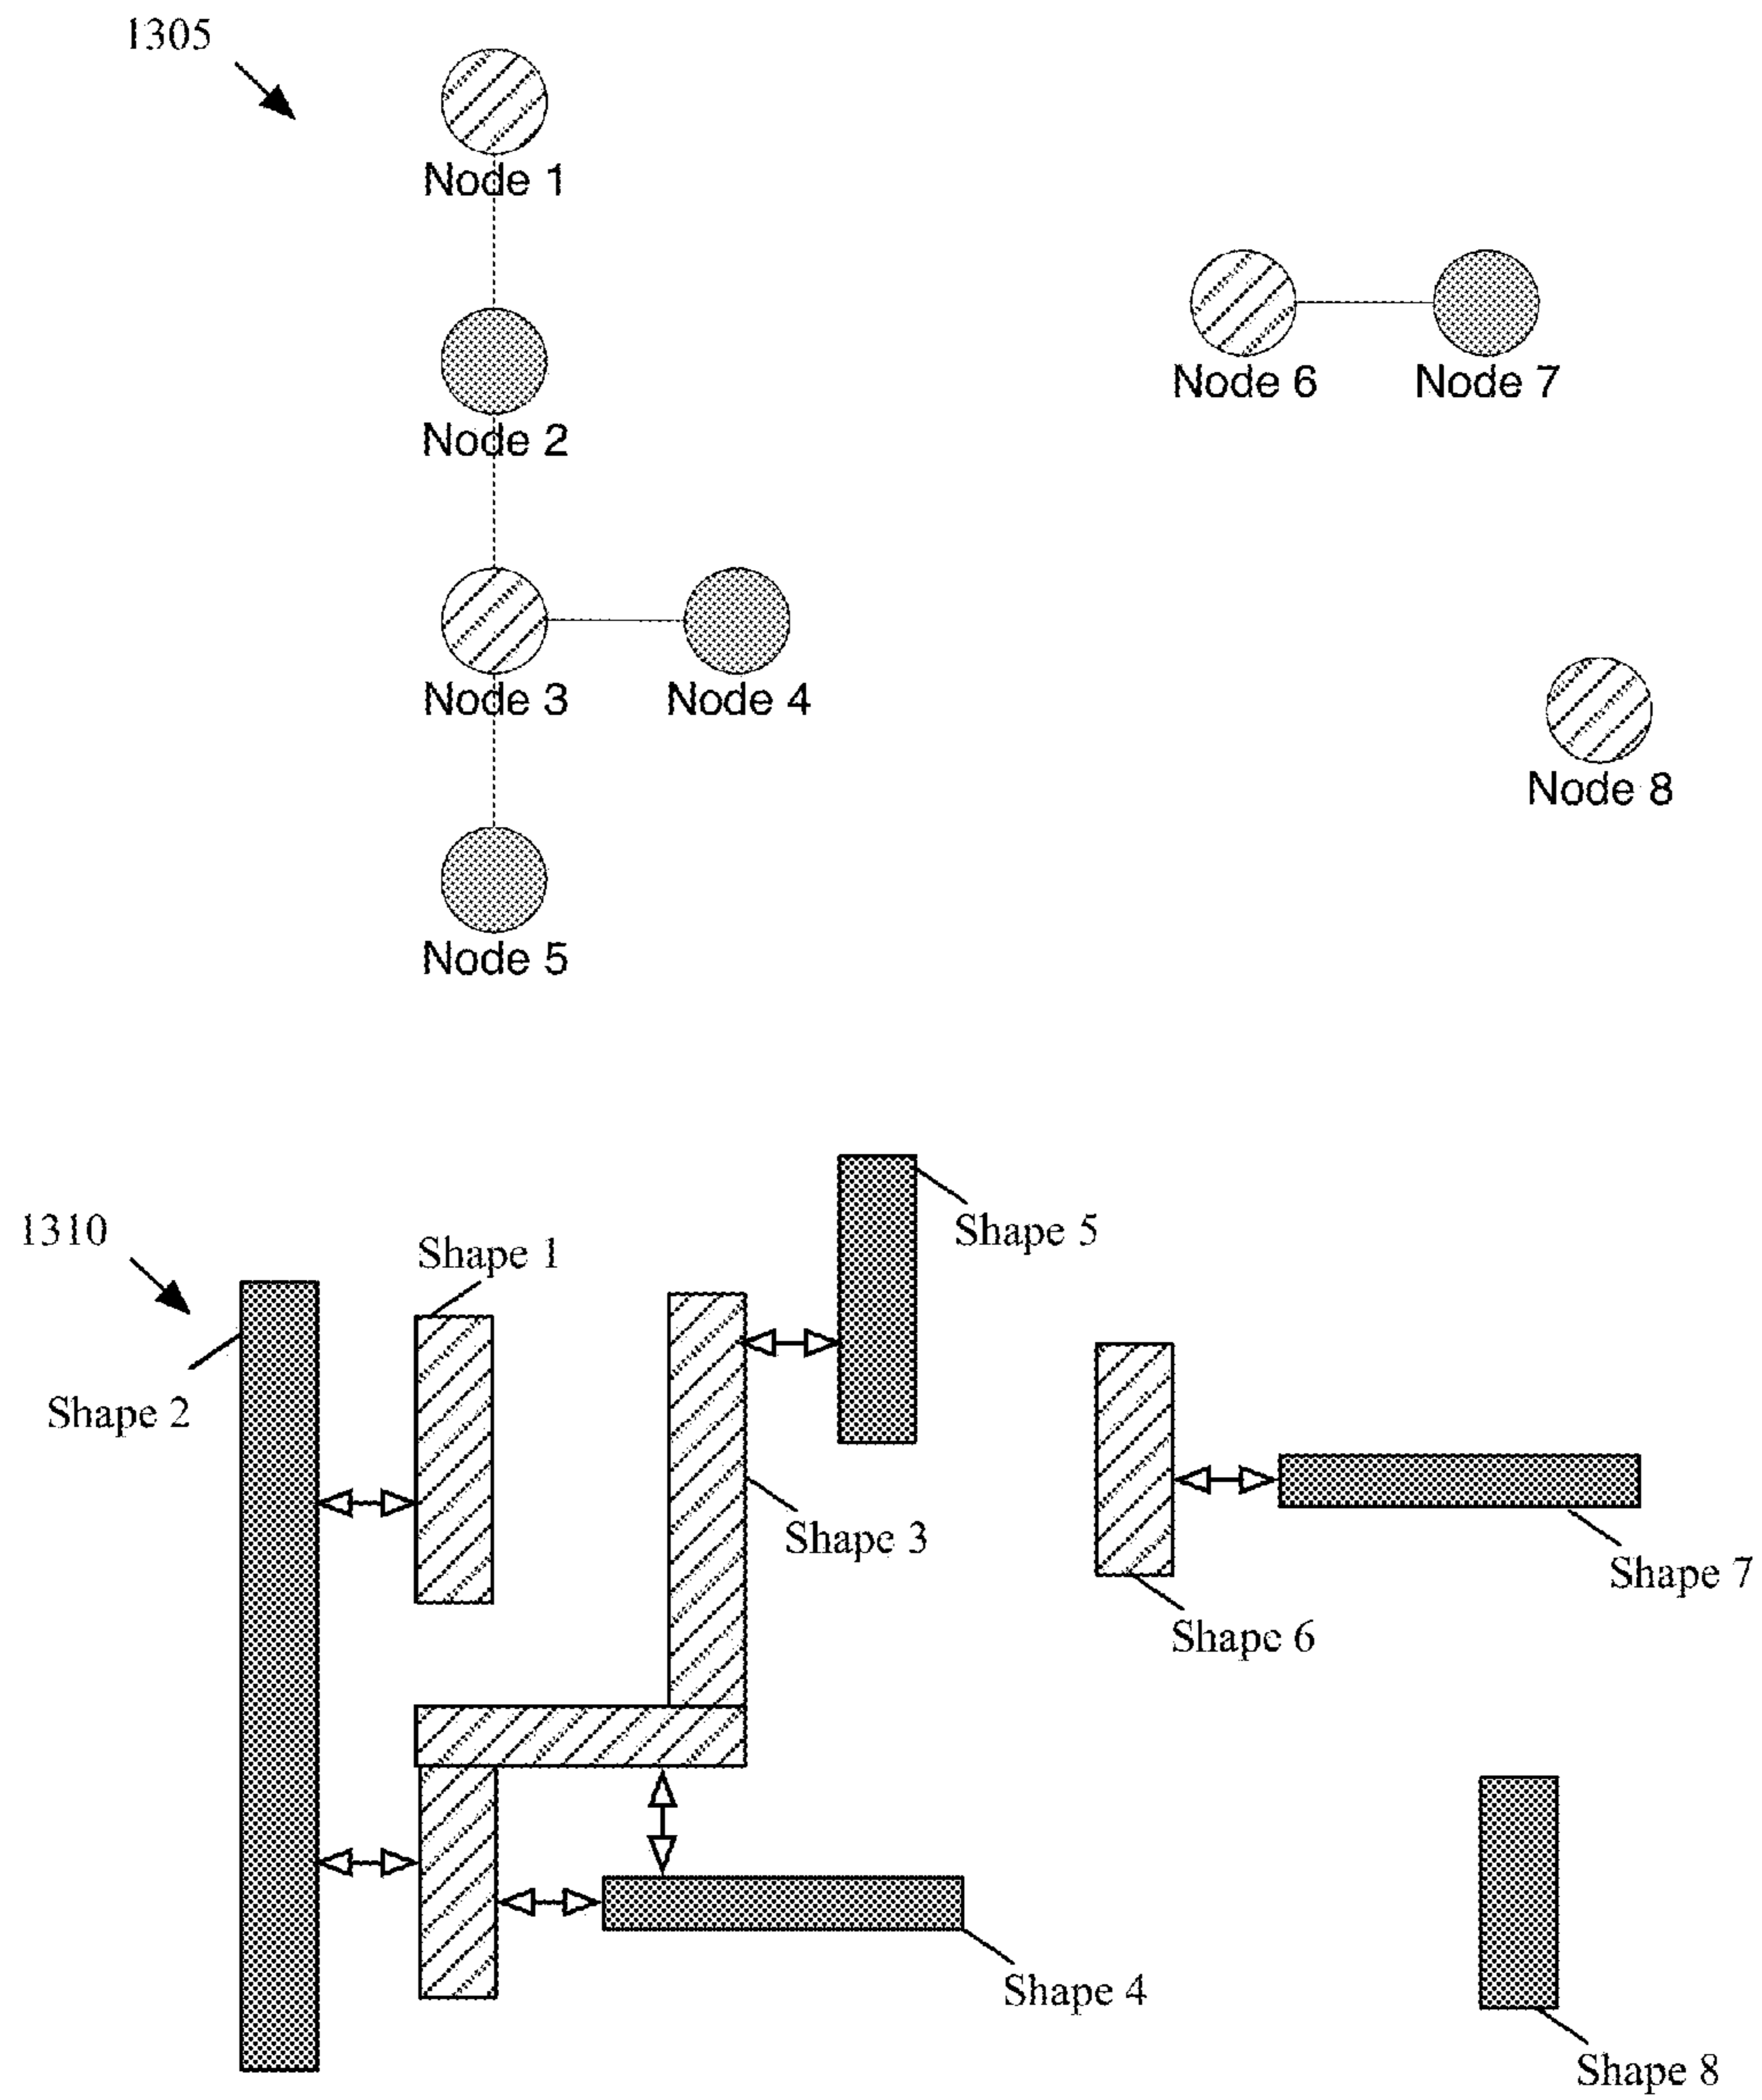 1305
Node 1
Node 6
Node 7
Node 2
Node 3
Node 4
Node 8
Node 5
1310
Shape 5
Shape 1
Shape 2
Shape 3
Shape 7
Shape 6
Shape 4
Shape 8